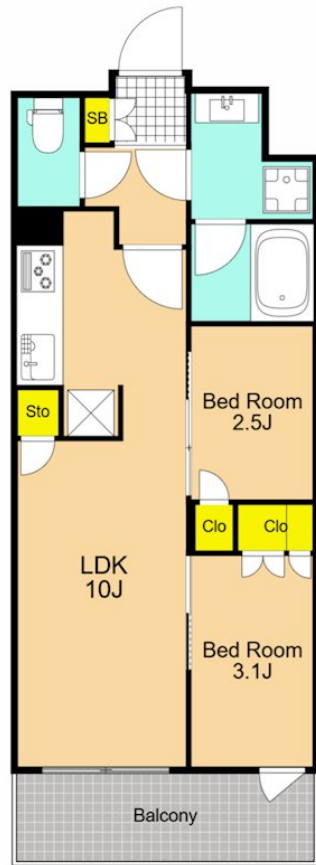 SB
Sto
Bed Room
2.5J
Clo
Clo
LDK
10J
Bed Room
3.1J
Balcony